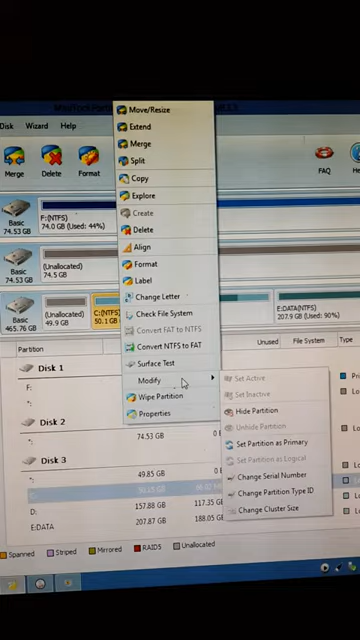 Move/Resize
Disk Wizard Help
Extend
Merge
Split
Merge Delete Format
Copy
FAQ
Explore
Basic
74.53 GB
F:(NTFS)
74.0 GB (Used: 44%)
Create
Delete
Basic
74.53 GB
(Unallocated)
74.5 GB
Align
Format
Label
Basic
465.76 GB
(Unallocated)
49.9 GB
C:(NTFS)
50.1 GB
Change Letter
E:DATA(NTFS)
207.9 GB (Used: 90%)
Check File System
Convert FAT to NTFS
Convert NTFS to FAT
Partition
Unused File System Type
Surface Test
Disk 1
Modify
Set Active
F:
Set Inactive
Wipe Partition
Hide Partition
Properties
Unhide Partition
Disk 2
74.53 GB
Set Partition as Primary
Disk 3
Set Partition as Logical
49.85 GB
Change Serial Number
Change Partition Type ID
D:
157.88 GB
117.35 GB
Change Cluster Size
E:DATA
207.87 GB
188.05 GB
Spanned Striped Mirrored RAID5 Unallocated